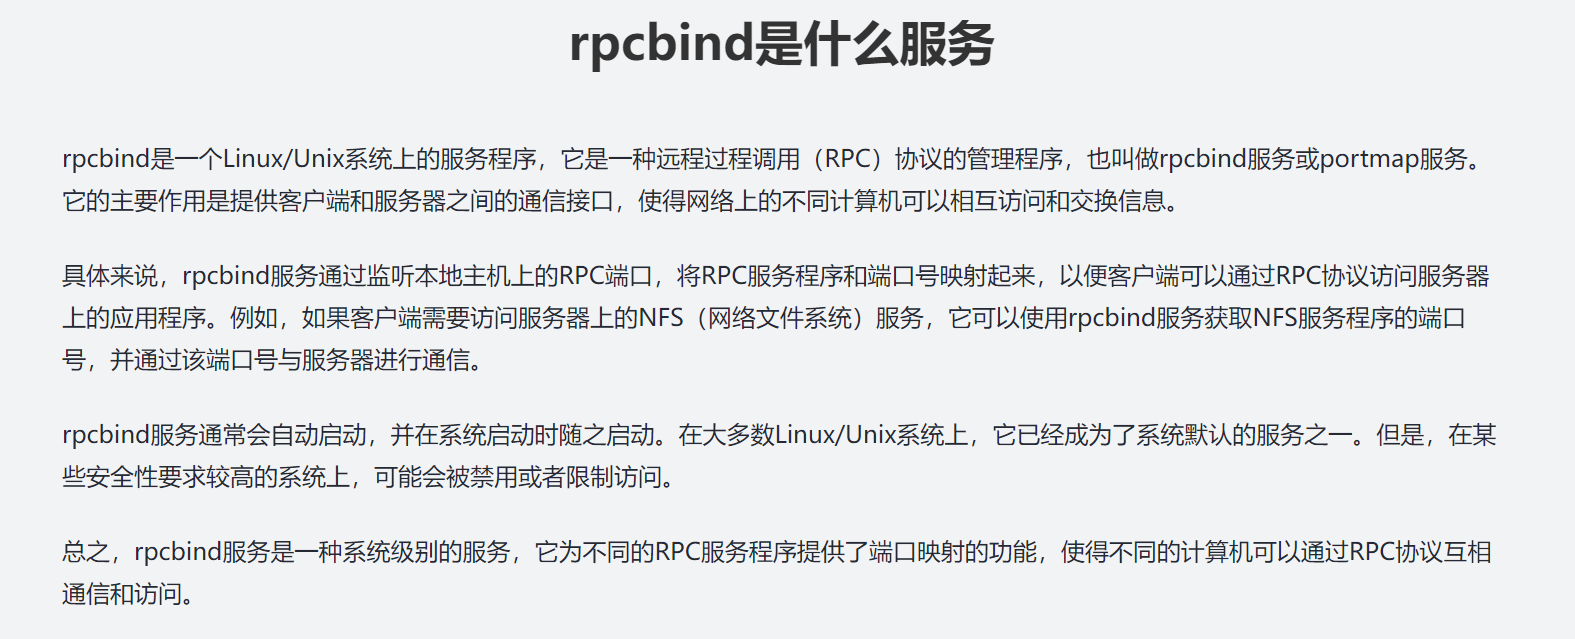 rpcbind是什么服务
rpcbind是一个Linux/Unix系统上的服务程序，它是一种远程过程调用（RPC）协议的管理程序，也叫做rpcbind服务或portmap服务。
它的主要作用是提供客户端和服务器之间的通信接口，使得网络上的不同计算机可以相互访问和交换信息。
具体来说，rpcbind服务通过监听本地主机上的RPC端口，将RPC服务程序和端口号映射起来，以便客户端可以通过RPC协议访问服务器
上的应用程序。例如，如果客户端需要访问服务器上的NFS（网络文件系统）服务，它可以使用rpcbind服务获取NFS服务程序的端口
号，并通过该端口号与服务器进行通信。
rpcbind服务通常会自动启动，并在系统启动时随之启动。在大多数Linux/Unix系统上，它已经成为了系统默认的服务之一。但是，在某
些安全性要求较高的系统上，可能会被禁用或者限制访问。
总之，rpcbind服务是一种系统级别的服务，它为不同的RPC服务程序提供了端口映射的功能，使得不同的计算机可以通过RPC协议互相
通信和访问。